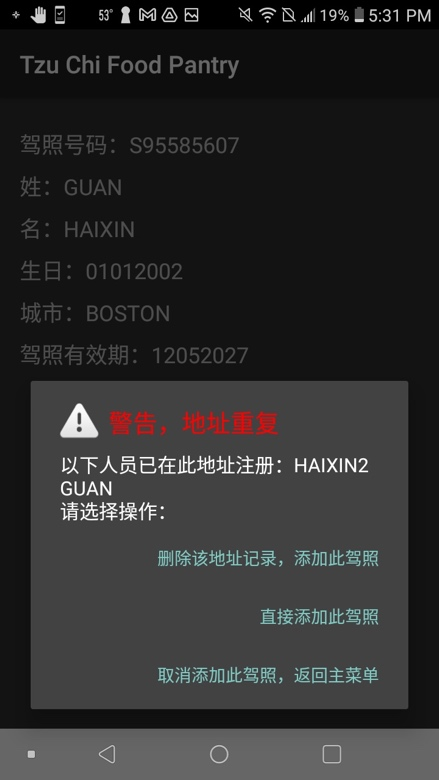 53° 19% 5:31 PM
Tzu Chi Food Pantry
驾照号码：S95585607
姓：GUAN
名：HAIXIN
生日：01012002
城市：BOSTON
驾照有效期：12052027
警告，地址重复
以下人员已在此地址注册：HAIXIN2
GUAN
请选择操作：
删除该地址记录，添加此驾照
直接添加此驾照
取消添加此驾照，返回主菜单